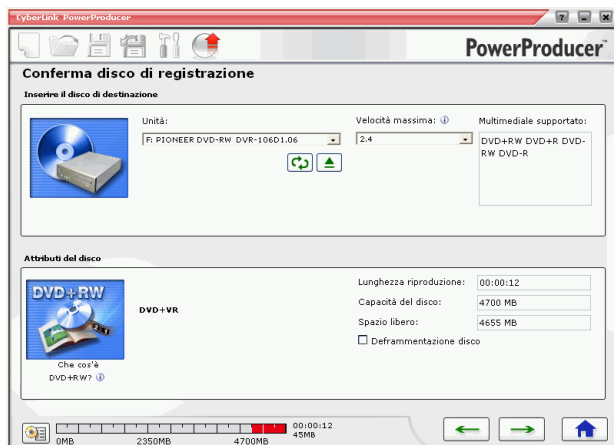 CyberLink PowerProducer
PowerProducer™
Conferma disco di registrazione
Inserire il disco di destinazione
Unità:
F: PIONEER DVD-RW DVR-106D1.06
Velocità massima:
2.4
Multimediale supportato:
DVD+RW DVD+R DVD-
RW DVD-R
Attributi del disco
DVD+RW
Che cos'è
DVD+RW?
DVD+VR
Lunghezza riproduzione:
00:00:12
Capacità del disco:
4700 MB
Spazio libero:
4655 MB
Deframmentazione disco
00:00:12
45MB
0MB
2350MB
4700MB